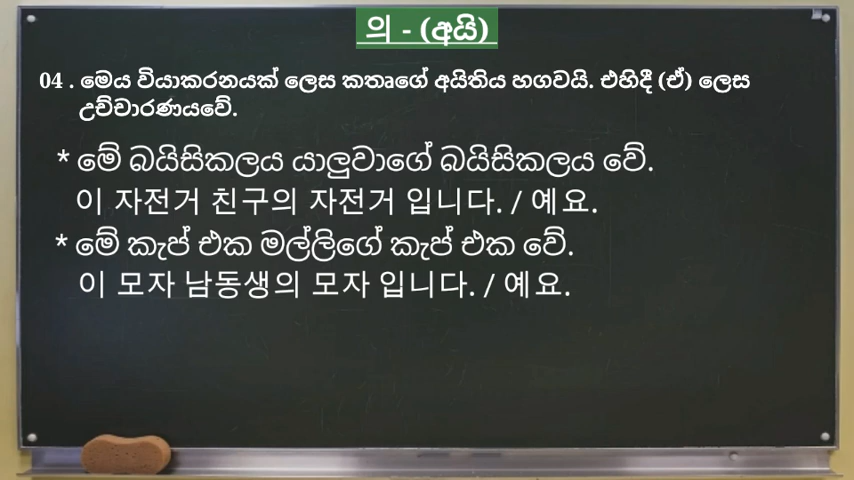 의 - (අයි)
04 . මෙය ව්යාකරනයක් ලෙස කතෘගේ අයිතිය හගවයි. එහිදී (ඒ) ලෙස
උච්චාරණයවේ.
* මේ බයිසිකලය යාලුවාගේ බයිසිකලය වේ.
이 자전거 친구의 자전거 입니다. / 예요.
* මේ කැප් එක මල්ලිගේ කැප් එක වේ.
이 모자 남동생의 모자 입니다. / 예요.